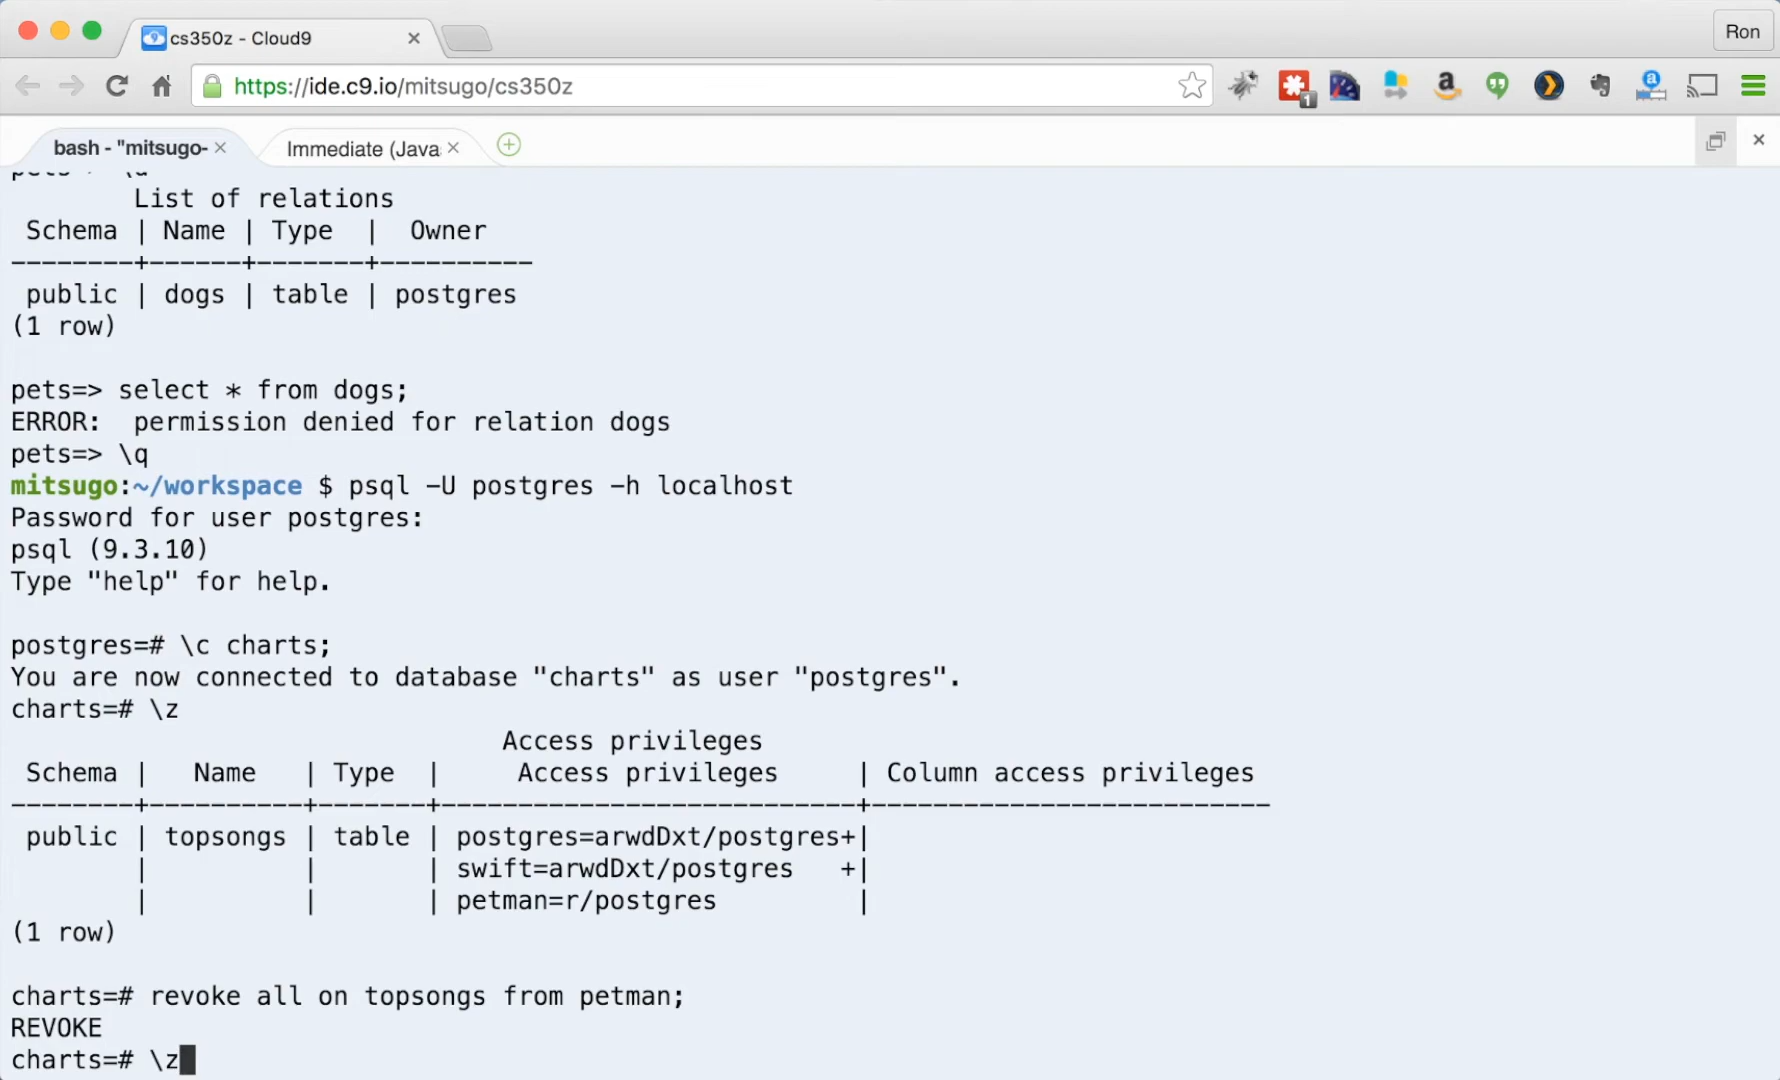 cs350z - Cloud9
Ron
https://ide.c9.io/mitsugo/cs350z
1
bash - "mitsugo-
Immediate (Java
List of relations
Schema | Name | Type  |  Owner
--------+------+-------+----------
public | dogs | table | postgres
(1 row)
pets=> select * from dogs;
ERROR:  permission denied for relation dogs
pets=> \q
mitsugo:~/workspace $ psql -U postgres -h localhost
Password for user postgres:
psql (9.3.10)
Type "help" for help.
postgres=# \c charts;
You are now connected to database "charts" as user "postgres".
charts=# \z
Access privileges
Schema |   Name   | Type  |     Access privileges     | Column access privileges
--------+----------+-------+---------------------------+--------------------------
public | topsongs | table | postgres=arwdDxt/postgres+|
|          |       | swift=arwdDxt/postgres   +|
|          |       | petman=r/postgres         |
(1 row)
charts=# revoke all on topsongs from petman;
REVOKE
charts=# \z